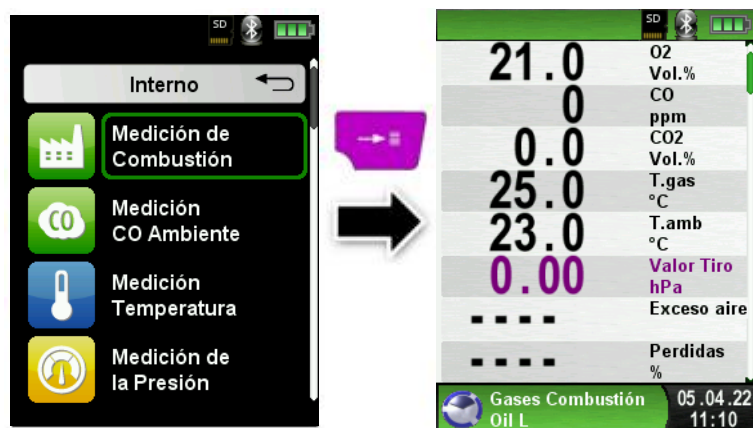 SD
Interno
Medición de
Combustión
CO
Medición
CO Ambiente
Medición
Temperatura
Medición de
la Presión
SD
21.0 O2
Vol.%
0 CO
ppm
0.0 CO2
Vol.%
25.0 T.gas
°C
23.0 T.amb
°C
0.00 Valor Tiro
hPa
---- Exceso aire
---- Perdidas
%
Gases Combustión 05.04.22
Oil L 11:10